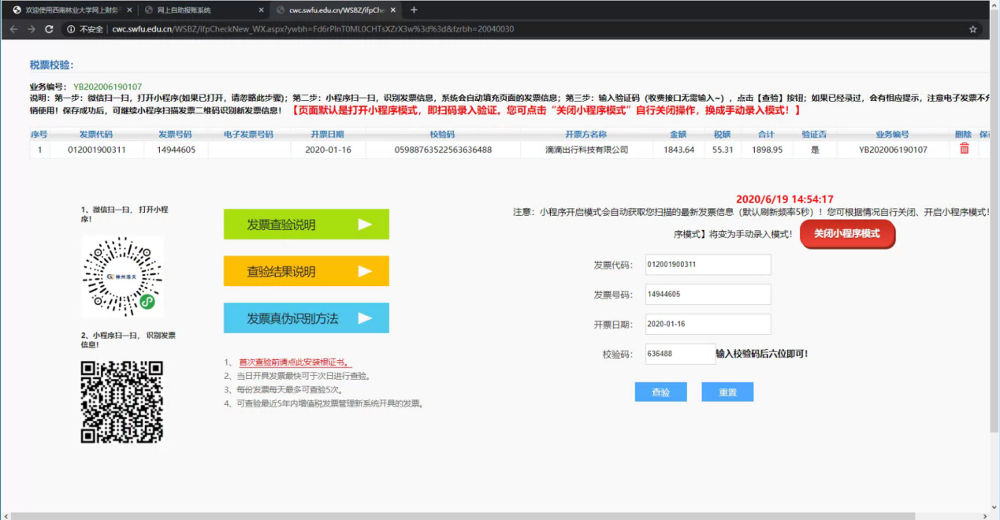 欢迎使用西南林业大学网上财务
网上自助报账系统
cwc.swfu.edu.cn/WSBZ/ifpChe
不安全 | cwc.swfu.edu.cn/WSBZ/ifpCheckNew_WX.aspx?ywbh=Fd6rPlnT0ML0CHTsXZrX3w%3d%3d&fzrbh=20040030
税票校验：
业务编号： YB202006190107
说明：第一步：微信扫一扫，打开小程序(如果已打开，请忽略此步骤)；第二步：小程序扫一扫，识别发票信息，系统会自动填充页面的发票信息；第三步：输入验证码（收费接口无需输入~），点击【查验】按钮；如果已经录过，会有相应提示，注意电子发票不允
销使用！保存成功后，可继续小程序扫描发票二维码识别新发票信息！ 【页面默认是打开小程序模式，即扫码录入验证。您可点击“关闭小程序模式”自行关闭操作，换成手动录入模式！】
序号 发票代码 发票号码 电子发票号码 开票日期 校验码 开票方名称 金额 税额 合计 验证否 业务编号 删除
1 012001900311 14944605 2020-01-16 05988763522563636488 滴滴出行科技有限公司 1843.64 55.31 1898.95 是 YB202006190107
1、微信扫一扫， 打开小程
序！
神州浩天
2、小程序扫一扫， 识别发票
信息！
发票查验说明
查验结果说明
发票真伪识别方法
1、 首次查验前请点此安装根证书。
2、当日开具发票最快可于次日进行查验。
3、每份发票每天最多可查验5次。
4、可查验最近5年内增值税发票管理新系统开具的发票。
2020/6/19 14:54:17
注意：小程序开启模式会自动获取您扫描的最新发票信息（默认刷新频率5秒）！您可根据情况自行关闭、开启小程序模式！
序模式】将变为手动录入模式！ 关闭小程序模式
发票代码： 012001900311
发票号码： 14944605
开票日期： 2020-01-16
校验码： 636488 输入校验码后六位即可！
查验 重置